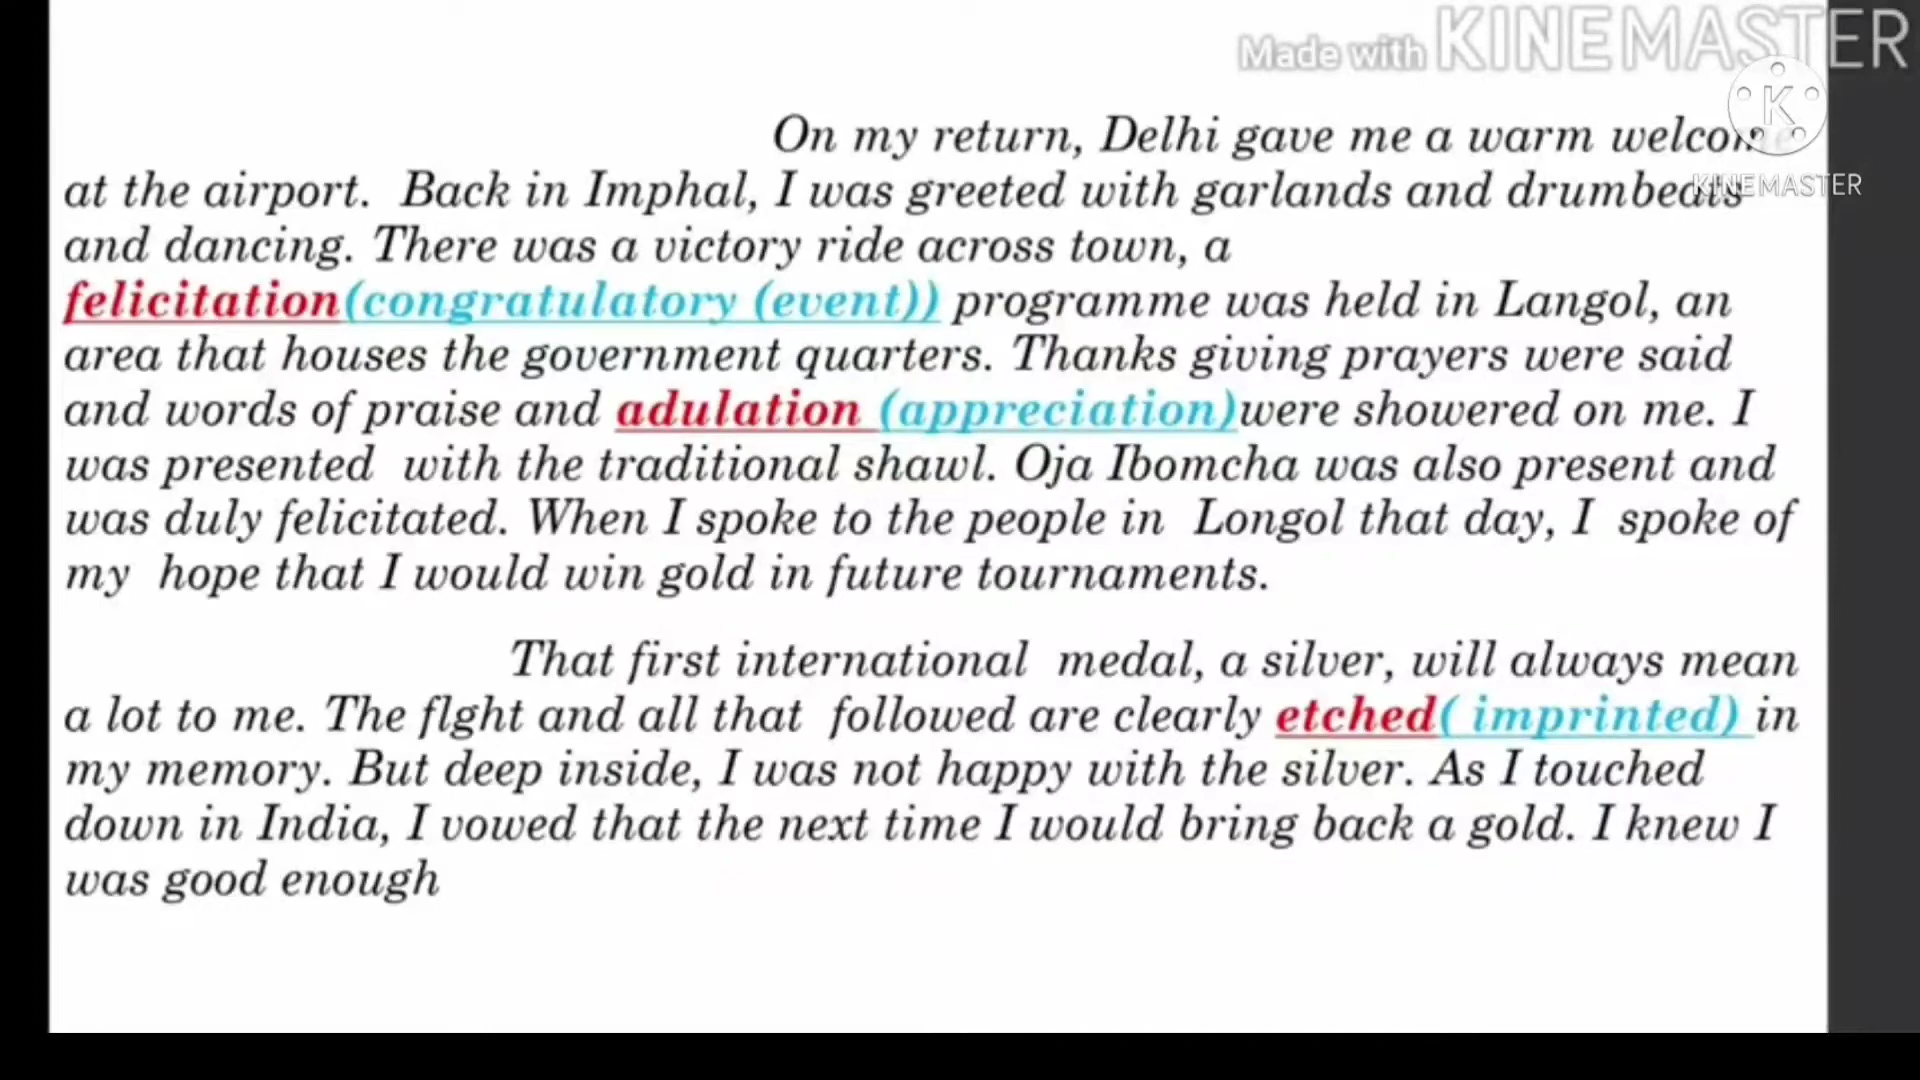 Made with KINEMASTER
On my return, Delhi gave me a warm welcome
KINEMASTER
at the airport. Back in Imphal, I was greeted with garlands and drumbeats
and dancing. There was a victory ride across town, a
felicitation(congratulatory (event)) programme was held in Langol, an
area that houses the government quarters. Thanks giving prayers were said
and words of praise and adulation (appreciation)were showered on me. I
was presented with the traditional shawl. Oja Ibomcha was also present and
was duly felicitated. When I spoke to the people in Longol that day, I spoke of
my hope that I would win gold in future tournaments.
That first international medal, a silver, will always mean
a lot to me. The flght and all that followed are clearly etched( imprinted) in
my memory. But deep inside, I was not happy with the silver. As I touched
down in India, I vowed that the next time I would bring back a gold. I knew I
was good enough